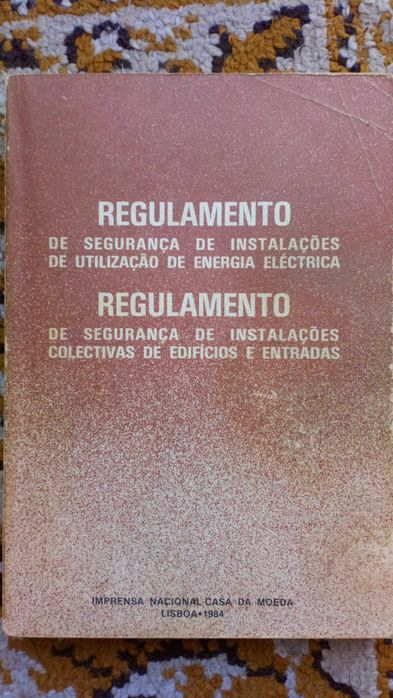 REGULAMENTO
DE SEGURANÇA DE INSTALAÇÕES
DE UTILIZAÇÃO DE ENERGIA ELÉCTRICA
REGULAMENTO
DE SEGURANÇA DE INSTALAÇÕES
COLECTIVAS DE EDIFÍCIOS E ENTRADAS
IMPRENSA NACIONAL-CASA DA MOEDA
LISBOA•1984